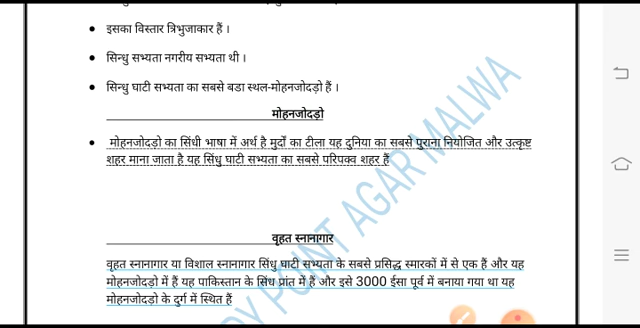 इसका विस्तार त्रिभुजाकार हैं ।
सिन्धु सभ्यता नगरीय सभ्यता थी ।
सिन्धु घाटी सभ्यता का सबसे बडा स्थल-मोहनजोदड़ो हैं ।
मोहनजोदड़ो
मोहनजोदड़ो का सिंधी भाषा में अर्थ है मुर्दों का टीला यह दुनिया का सबसे पुराना नियोजित और उत्कृष्ट
शहर माना जाता है यह सिंधु घाटी सभ्यता का सबसे परिपक्व शहर हैं
वृहत स्नानागार
वृहत स्नानागार या विशाल स्नानागार सिंधु घाटी सभ्यता के सबसे प्रसिद्ध स्मारकों में से एक हैं और यह
मोहनजोदड़ो में हैं यह पाकिस्तान के सिंध प्रांत में हैं और इसे 3000 ईसा पूर्व में बनाया गया था यह
मोहनजोदड़ो के दुर्ग में स्थित हैं
DY POINT AGAR MALWA